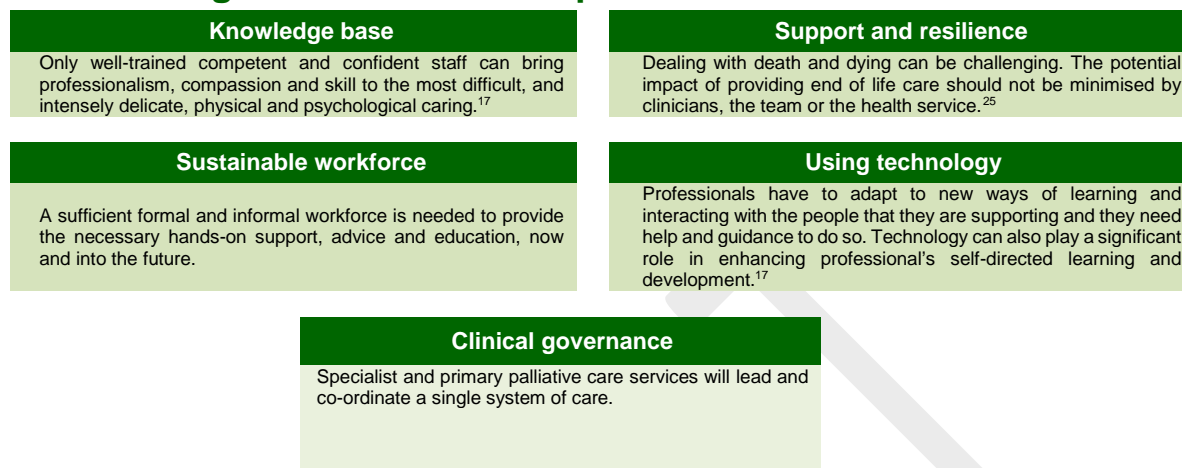 Knowledge base
Only well-trained competent and confident staff can bring
professionalism, compassion and skill to the most difficult, and
intensely delicate, physical and psychological caring.17
Support and resilience
Dealing with death and dying can be challenging. The potential
impact of providing end of life care should not be minimised by
clinicians, the team or the health service.25
Sustainable workforce
A sufficient formal and informal workforce is needed to provide
the necessary hands-on support, advice and education, now
and into the future.
Using technology
Professionals have to adapt to new ways of learning and
interacting with the people that they are supporting and they need
help and guidance to do so. Technology can also play a significant
role in enhancing professional's self-directed learning and
development.17
Clinical governance
Specialist and primary palliative care services will lead and
co-ordinate a single system of care.